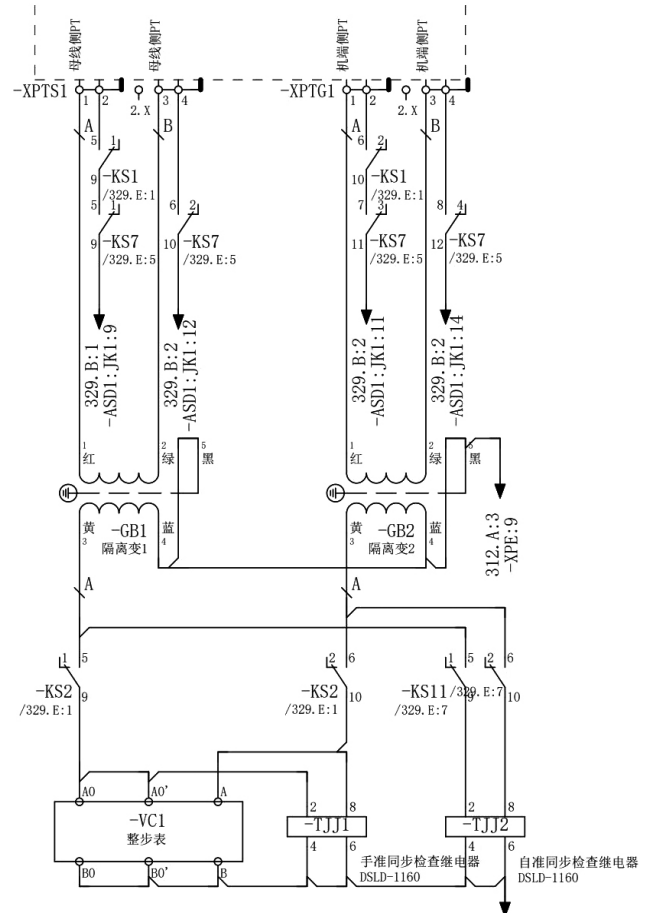 母线侧PT
母线侧PT
机端侧PT
机端侧PT
-XPTS1
1 2 2.X 3 4
-XPTG1
1 2 2.X 3 4
A B A B
5 1
9 -KS1
/329.E:1
6 2
10 -KS1
/329.E:1
5 1
9 -KS7
/329.E:5
6 2
10 -KS7
/329.E:5
7 3
11 -KS7
/329.E:5
8 4
12 -KS7
/329.E:5
329.B:1
-ASD1:JK1:9
329.B:2
-ASD1:JK1:12
329.B:2
-ASD1:JK1:11
329.B:2
-ASD1:JK1:14
1 红 2 绿 5 黑
1 红 2 绿 5 黑
黄 3 -GB1 蓝 4
隔离变1
黄 3 -GB2 蓝 4
隔离变2
312.A:3
-XPE:9
A A
1 5
-KS2 9
/329.E:1
2 6
-KS2 10
/329.E:1
1 5
-KS11 9
/329.E:7
2 6
/329.E:7 10
A0 A0' A
-VC1
整步表
B0 B0' B
2 8
-TJJ1
4 6
手准同步检查继电器
DSLD-1160
2 8
-TJJ2
4 6
自准同步检查继电器
DSLD-1160